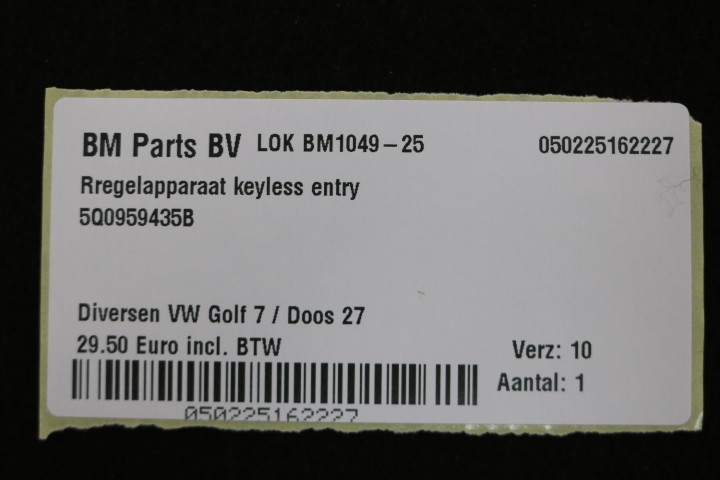 BM Parts BV LOK BM1049-25 050225162227
Rregelapparaat keyless entry
5Q0959435B
Diversen VW Golf 7 / Doos 27
29.50 Euro incl. BTW Verz: 10
Aantal: 1
050225162227